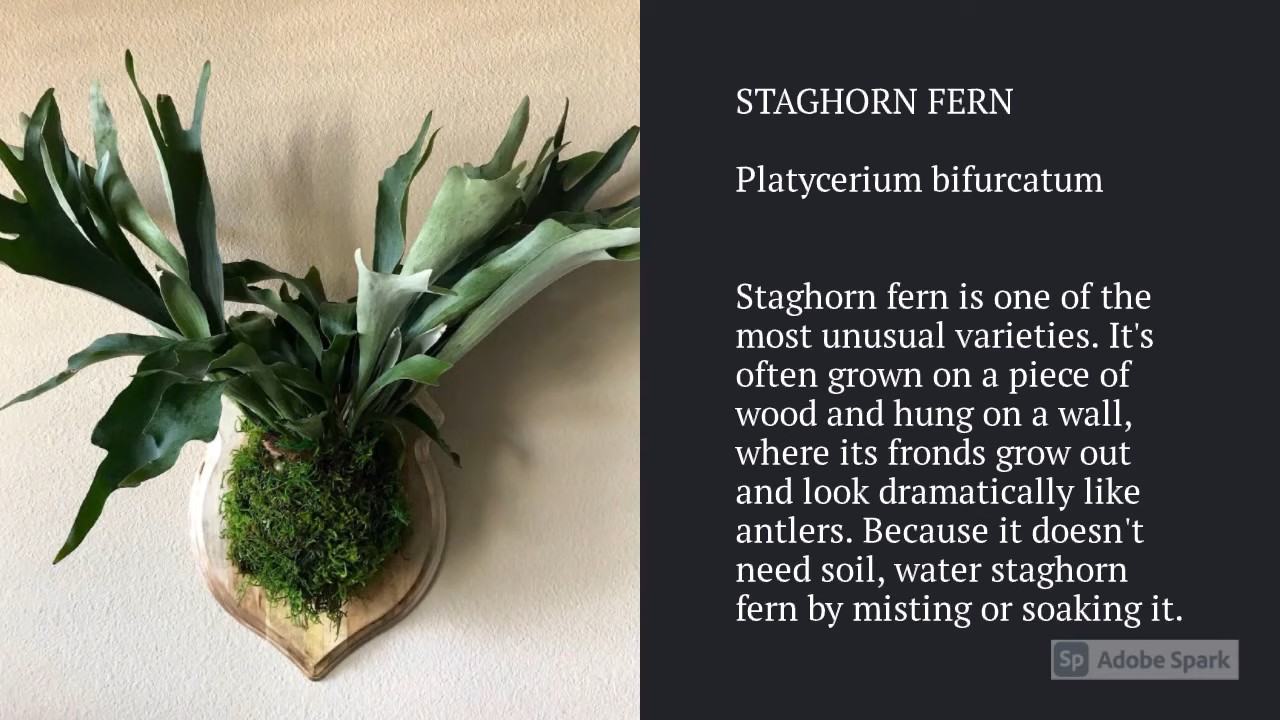 STAGHORN FERN
Platycerium bifurcatum
Staghorn fern is one of the
most unusual varieties. It's
often grown on a piece of
wood and hung on a wall,
where its fronds grow out
and look dramatically like
antlers. Because it doesn't
need soil, water staghorn
fern by misting or soaking it.
Sp Adobe Spark